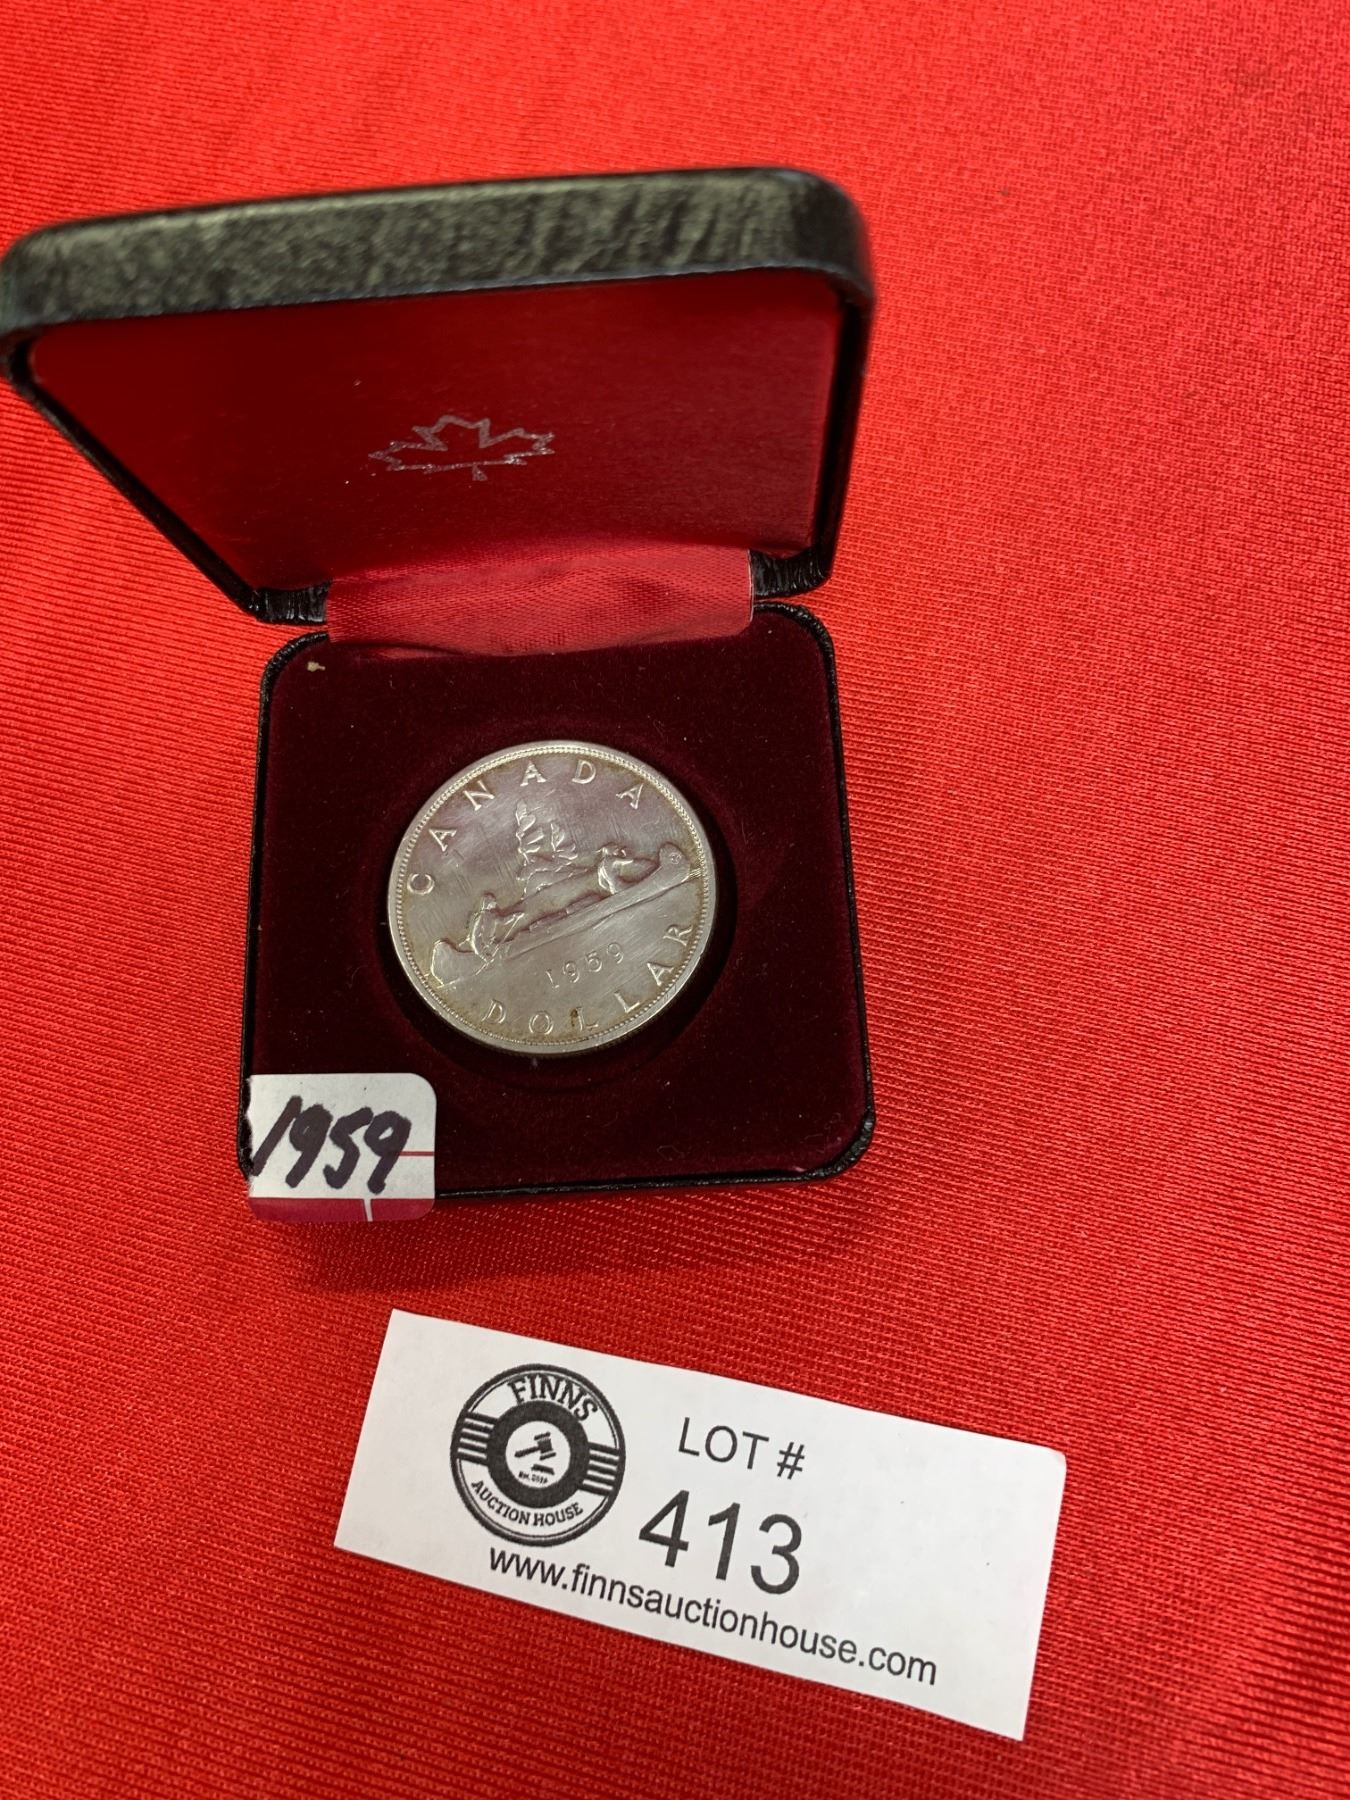 CANADA
1959
DOLLAR
1959
FINNS
AUCTION HOUSE
LOT #
413
www.finnsauctionhouse.com